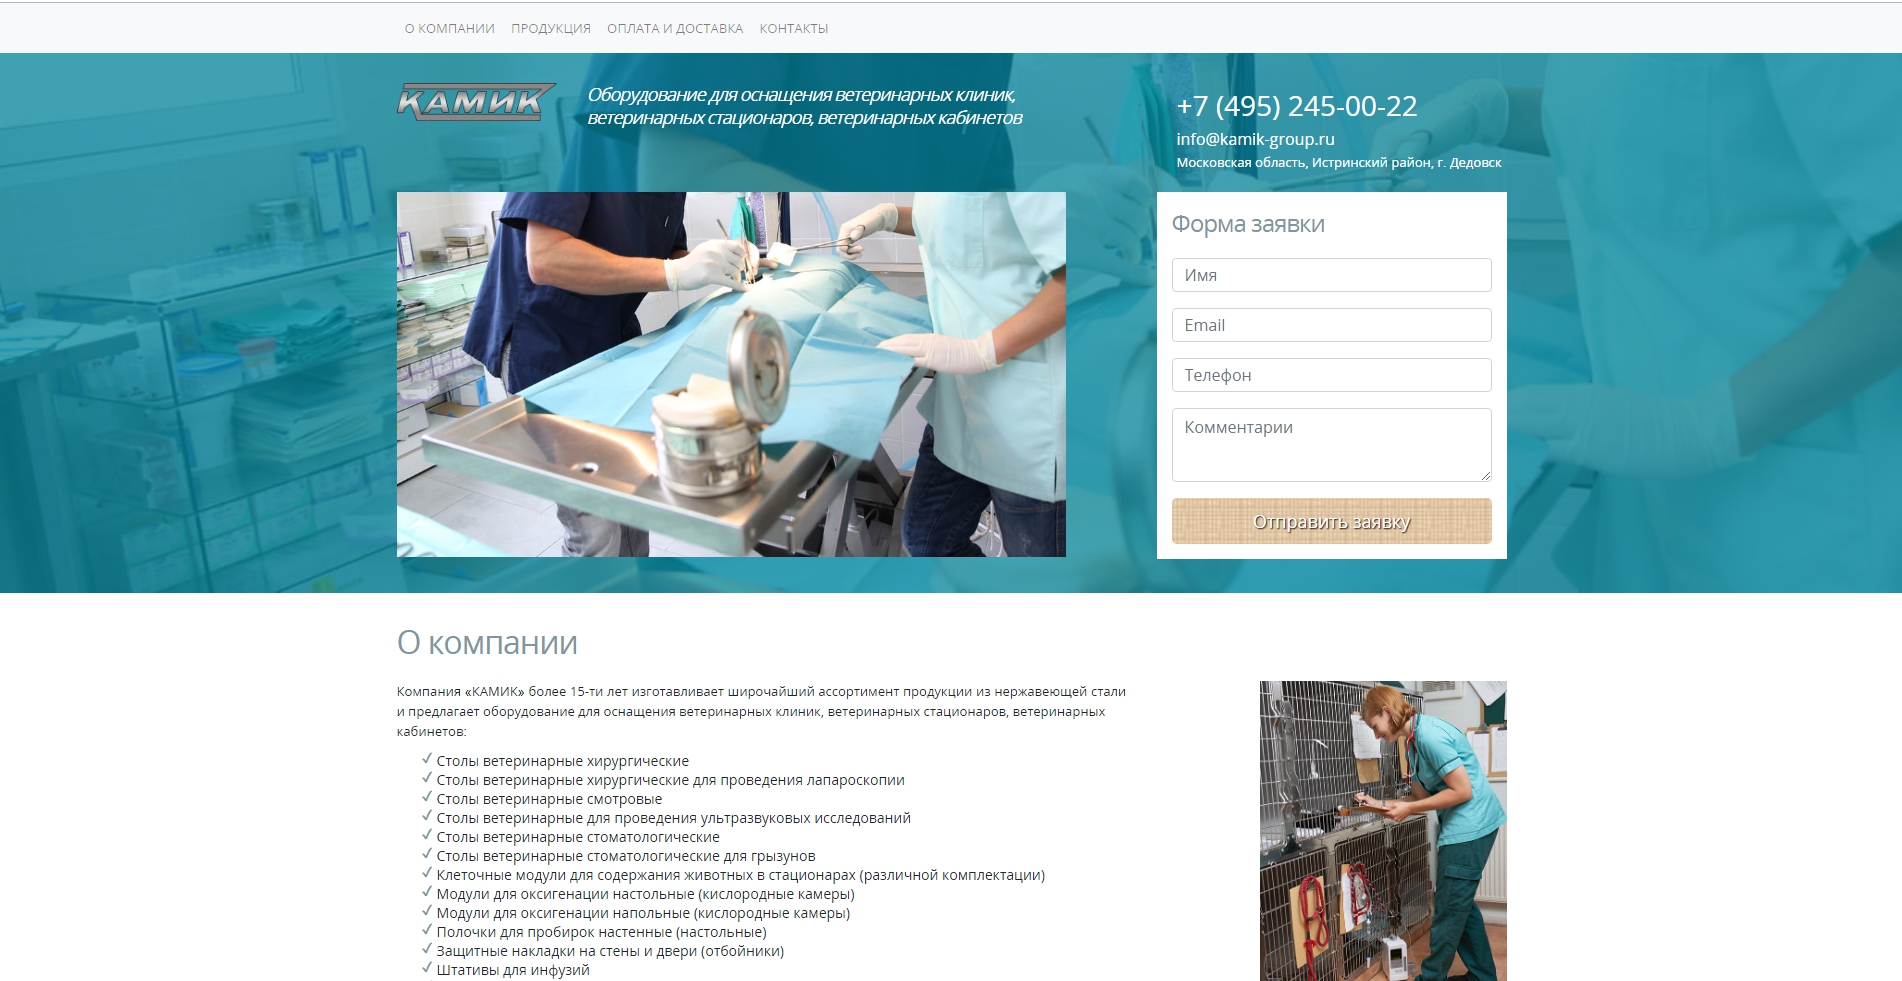 О КОМПАНИИ ПРОДУКЦИЯ ОПЛАТА И ДОСТАВКА КОНТАКТЫ
КАМИК
Оборудование для оснащения ветеринарных клиник,
ветеринарных стационаров, ветеринарных кабинетов
+7 (495) 245-00-22
info@kamik-group.ru
Московская область, Истринский район, г. Дедовск
Форма заявки
Имя
Email
Телефон
Комментарии
Отправить заявку
О компании
Компания «КАМИК» более 15-ти лет изготавливает широчайший ассортимент продукции из нержавеющей стали
и предлагает оборудование для оснащения ветеринарных клиник, ветеринарных стационаров, ветеринарных
кабинетов:
Столы ветеринарные хирургические
Столы ветеринарные хирургические для проведения лапароскопии
Столы ветеринарные смотровые
Столы ветеринарные для проведения ультразвуковых исследований
Столы ветеринарные стоматологические
Столы ветеринарные стоматологические для грызунов
Клеточные модули для содержания животных в стационарах (различной комплектации)
Модули для оксигенации настольные (кислородные камеры)
Модули для оксигенации напольные (кислородные камеры)
Полочки для пробирок настенные (настольные)
Защитные накладки на стены и двери (отбойники)
Штативы для инфузий